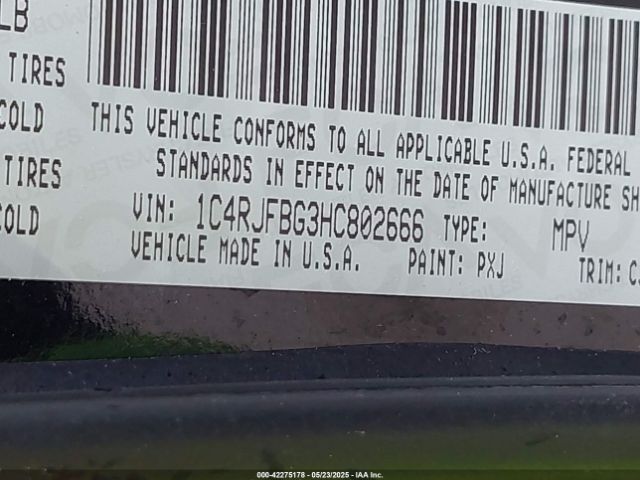 LB
TIRES
COLD
THIS VEHICLE CONFORMS TO ALL APPLICABLE U.S.A. FEDERAL
STANDARDS IN EFFECT ON THE DATE OF MANUFACTURE SH
TIRES
VIN: 1C4RJFBG3HC802666 TYPE: MPV
COLD
VEHICLE MADE IN U.S.A. PAINT: PXJ TRIM: C
000-42275178 - 05/23/2025 - IAA Inc.